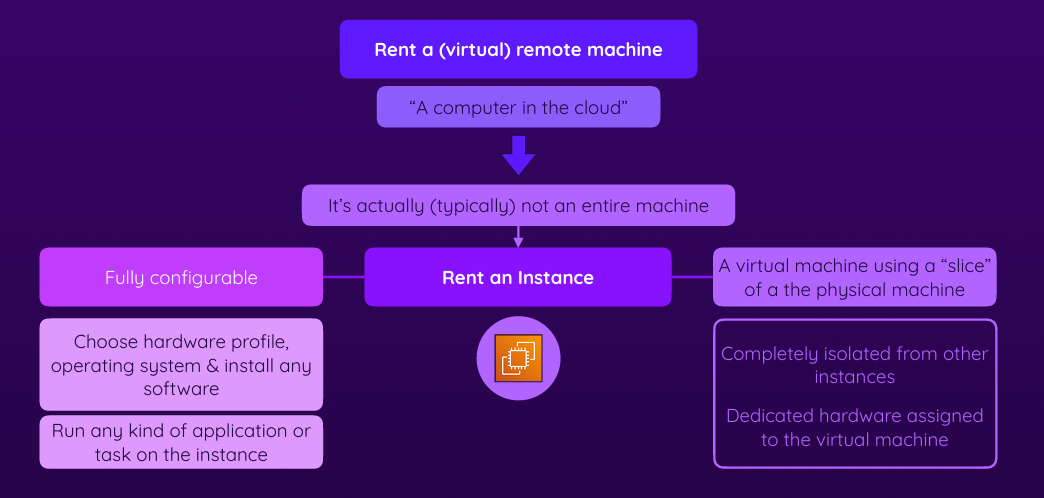 Rent a (virtual) remote machine
“A computer in the cloud”
It’s actually (typically) not an entire machine
Fully configurable
Rent an Instance
A virtual machine using a “slice”
of a the physical machine
Choose hardware profile,
operating system & install any
software
Run any kind of application or
task on the instance
Completely isolated from other
instances
Dedicated hardware assigned
to the virtual machine